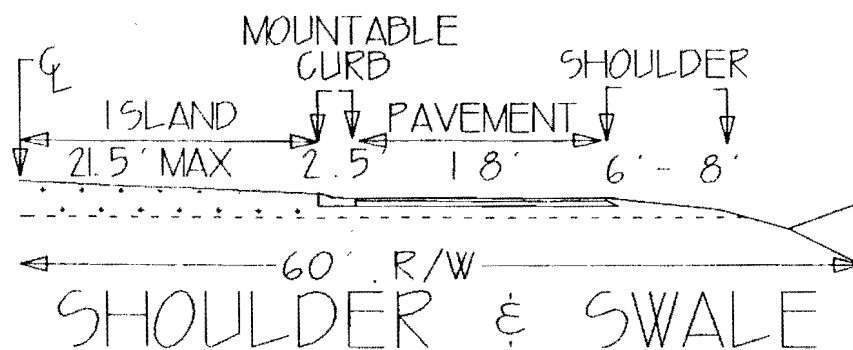 MOUNTABLE
℄ CURB SHOULDER
ISLAND PAVEMENT
21.5' MAX 2.5' 18' 6' - 8'
60' R/W
SHOULDER & SWALE